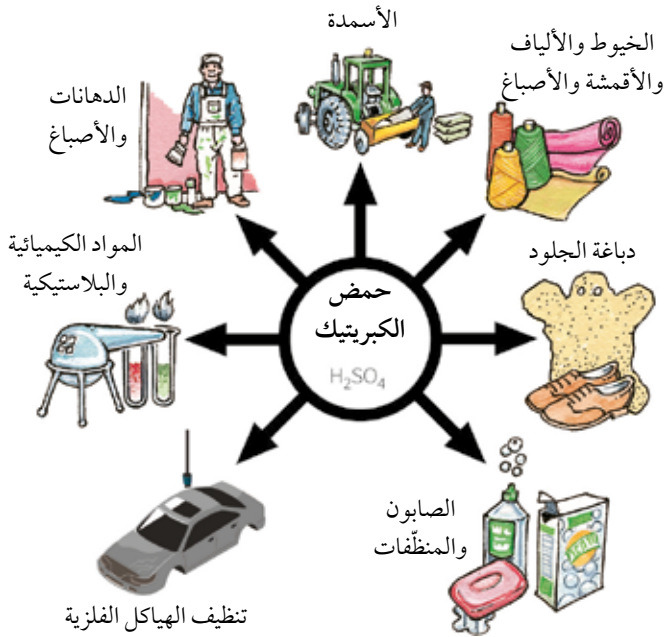 الأسمدة
الخيوط والألياف
والأقمشة والأصباغ
الدهانات
والأصباغ
دباغة الجلود
المواد الكيميائية
والبلاستيكية
حمض
الكبريتيك
H₂SO₄
الصابون
والمنظّفات
تنظيف الهياكل الفلزية